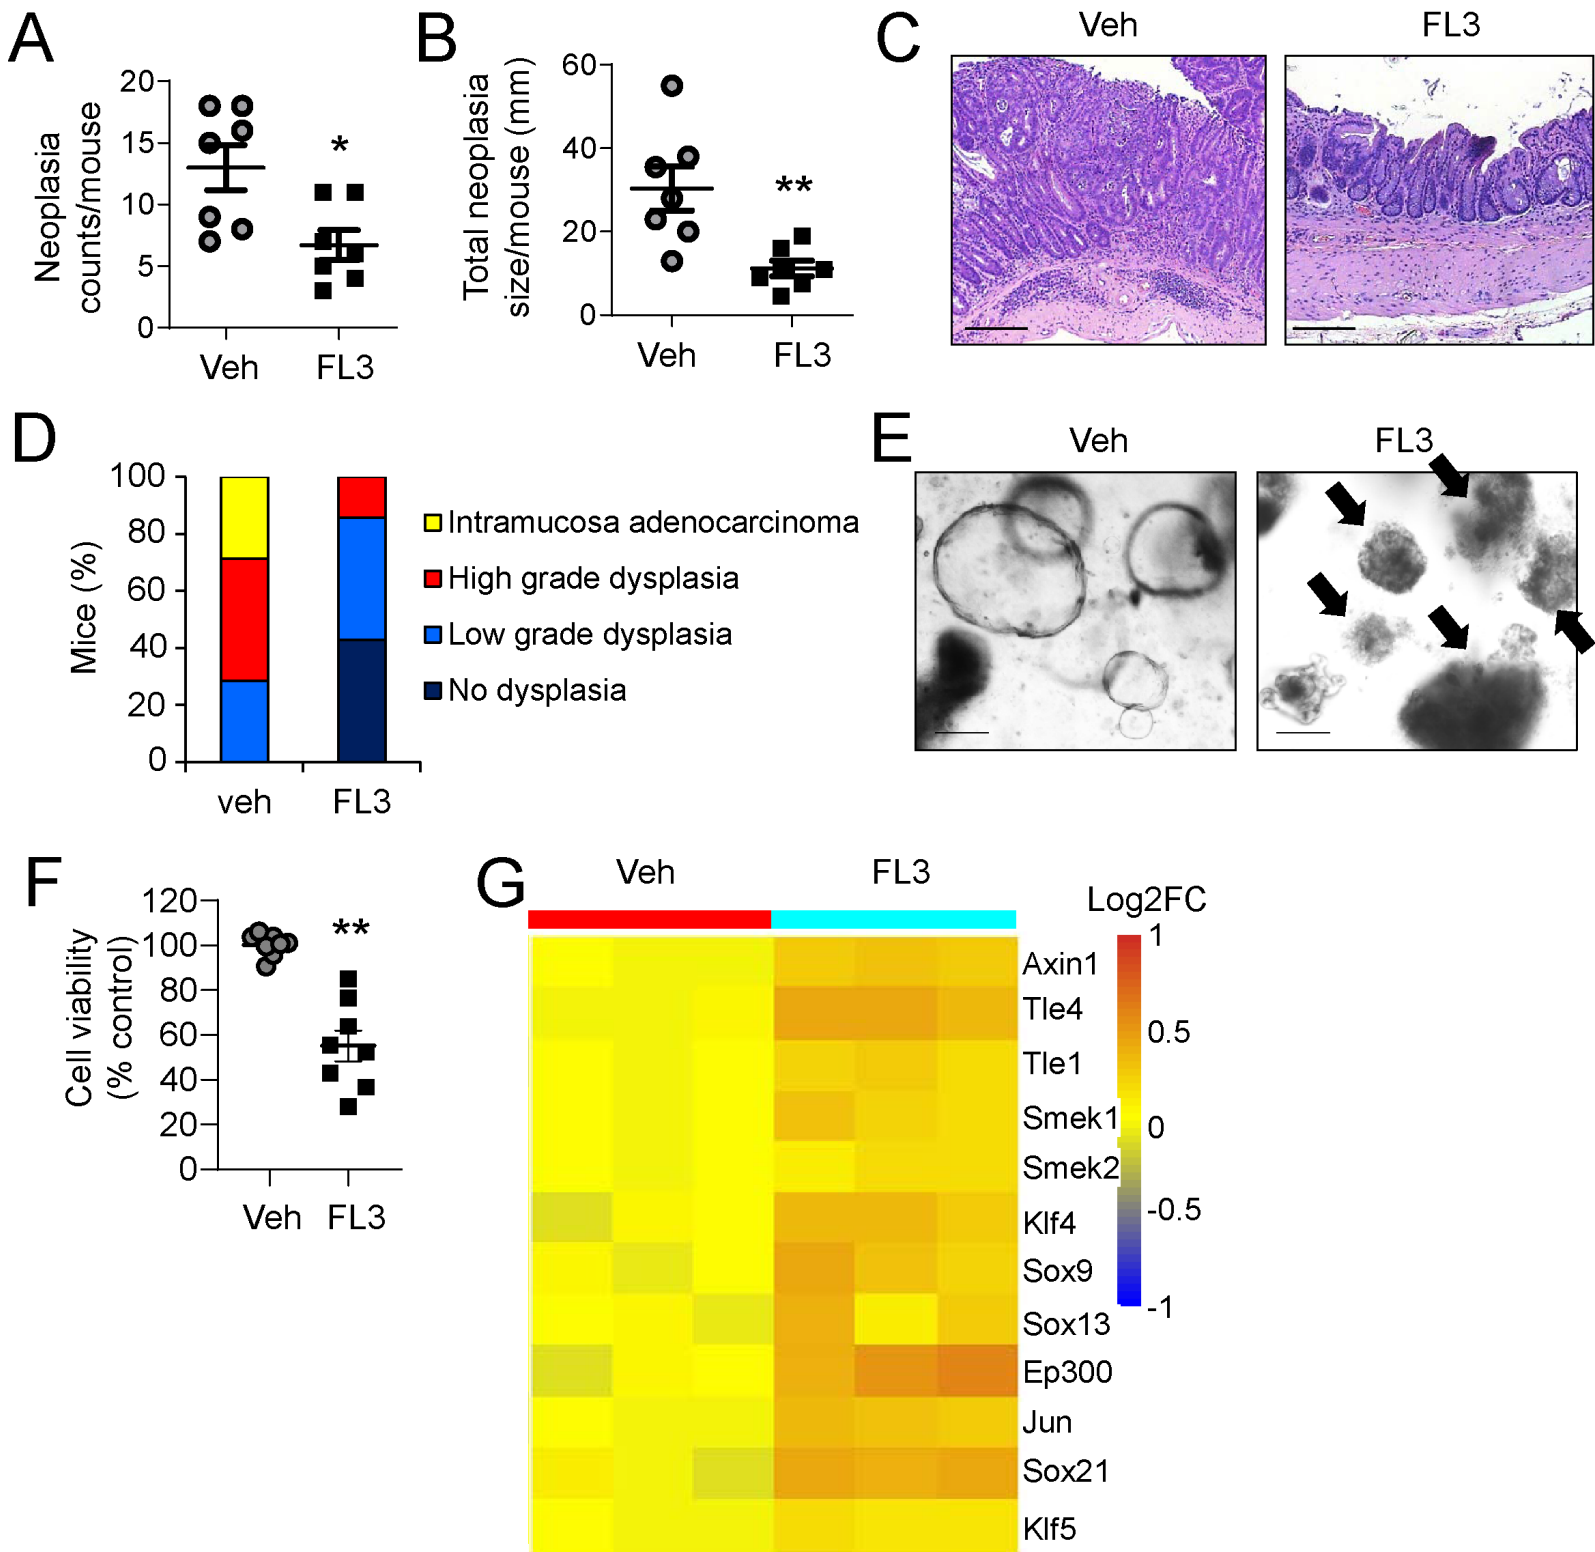 A
Neoplasia
counts/mouse
20
15
10
5
0
*
Veh
FL3
B
Total neoplasia
size/mouse (mm)
60
40
20
0
**
Veh
FL3
C
Veh
FL3
D
Mice (%)
100
80
60
40
20
0
veh
FL3
Intramucosa adenocarcinoma
High grade dysplasia
Low grade dysplasia
No dysplasia
E
Veh
FL3
F
Cell viability
(% control)
120
100
80
60
40
20
0
**
Veh
FL3
G
Veh
FL3
Axin1
Tle4
Tle1
Smek1
Smek2
Klf4
Sox9
Sox13
Ep300
Jun
Sox21
Klf5
Log2FC
1
0.5
0
-0.5
-1